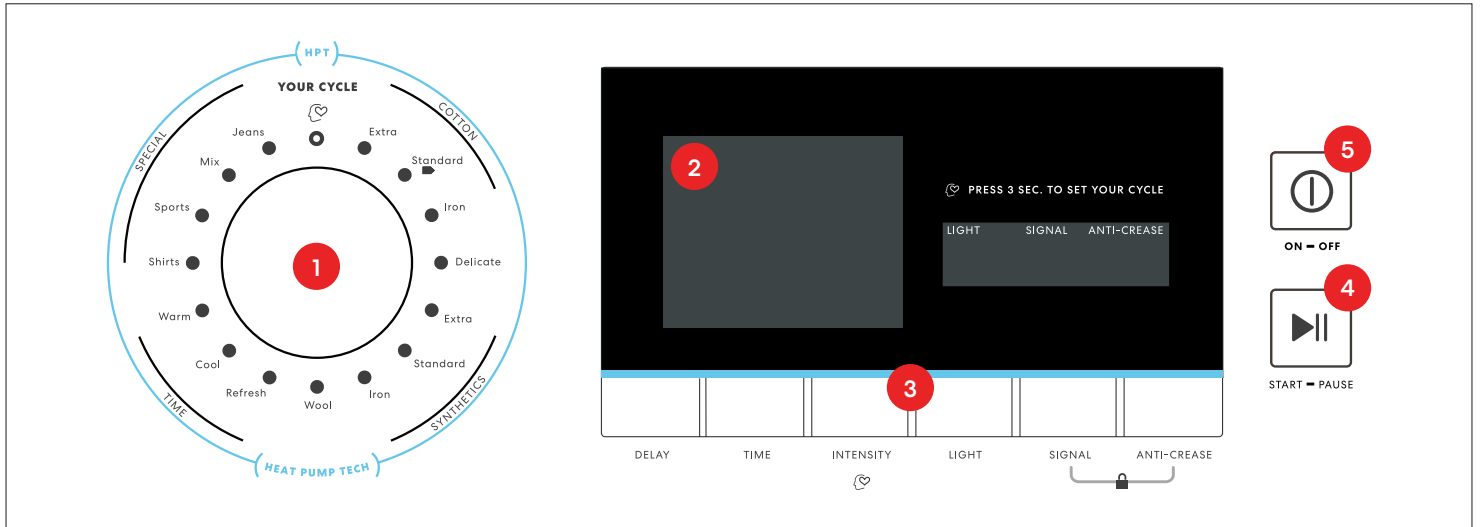 HPT
YOUR CYCLE
COTTON
SPECIAL
Jeans
Extra
Mix
Standard
Sports
Iron
Shirts
Delicate
Warm
Extra
Cool
Standard
Refresh
Iron
Wool
TIME
SYNTHETICS
HEAT PUMP TECH
1
2
PRESS 3 SEC. TO SET YOUR CYCLE
LIGHT SIGNAL ANTI-CREASE
3
DELAY TIME INTENSITY LIGHT SIGNAL ANTI-CREASE
5
ON – OFF
4
START – PAUSE